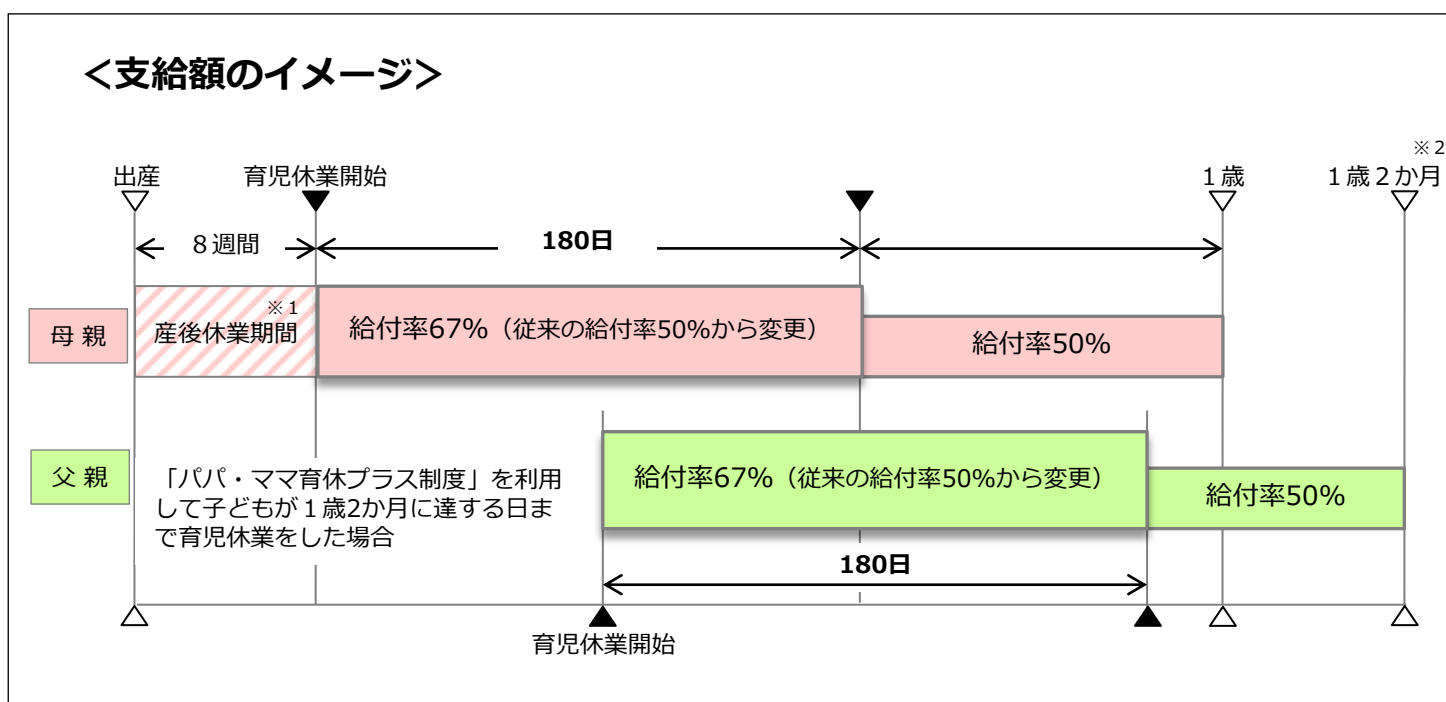 ＜支給額のイメージ＞
※２
出産
育児休業開始
１歳
１歳２か月
８週間
180日
母 親
※１
産後休業期間
給付率67%（従来の給付率50%から変更）
給付率50%
父 親
「パパ・ママ育休プラス制度」を利用
して子どもが１歳2か月に達する日ま
で育児休業をした場合
給付率67%（従来の給付率50%から変更）
給付率50%
180日
育児休業開始